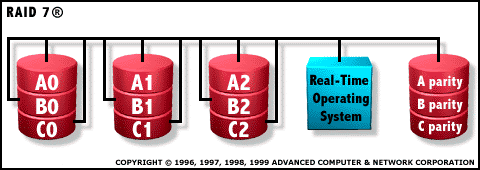 RAID 7®
A0
B0
C0
A1
B1
C1
A2
B2
C2
Real-Time
Operating
System
A parity
B parity
C parity
COPYRIGHT © 1996, 1997, 1998, 1999 ADVANCED COMPUTER & NETWORK CORPORATION